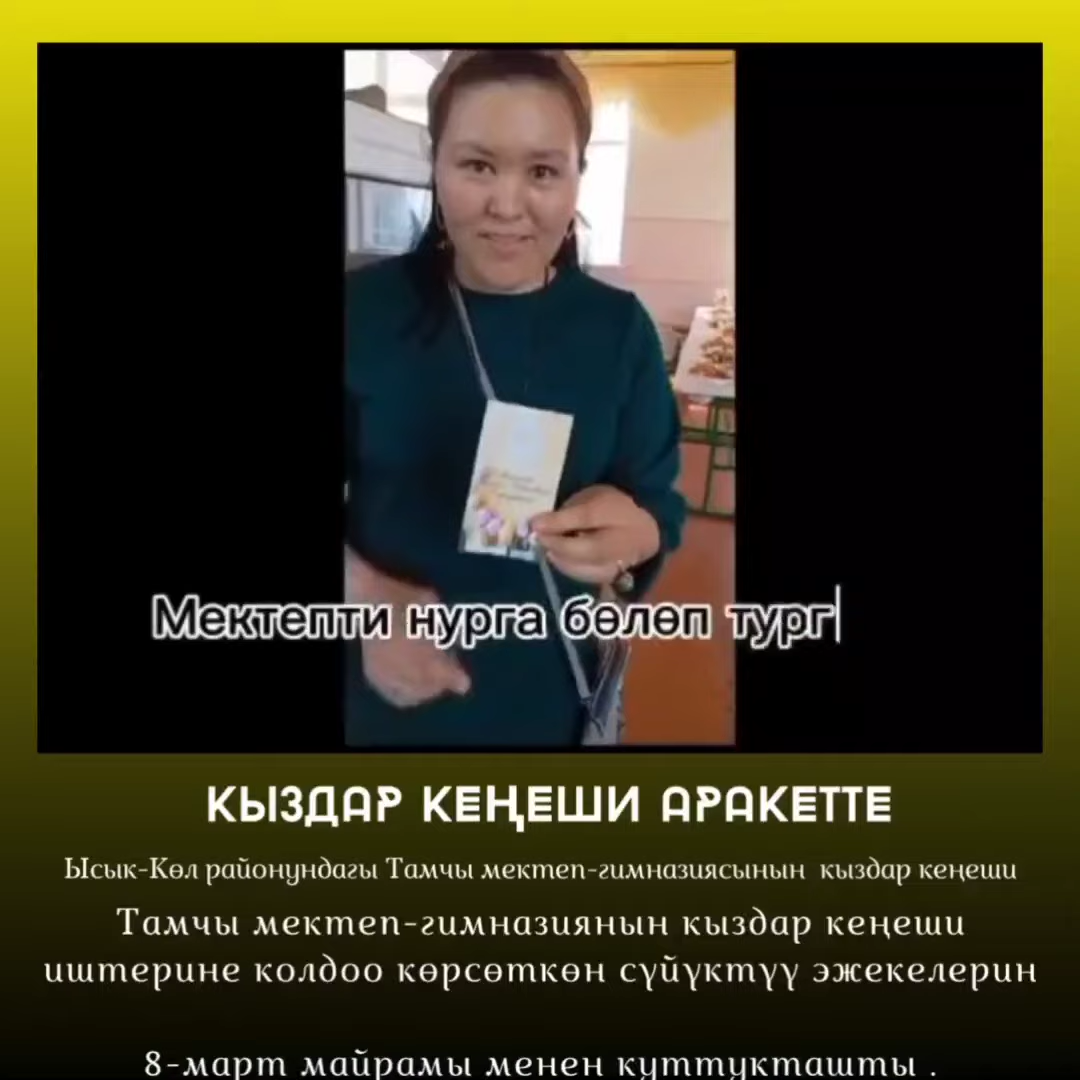 Мектепти нурга бөлөп тург
КЫЗДАР КЕҢЕШИ АРАКЕТТЕ
Ысык-Көл районундагы Тамчы мектеп-гимназиясынын кыздар кеңеши
Тамчы мектеп-гимназиянын кыздар кеңеши
иштерине колдоо көрсөткөн сүйүктүү эжекелерин
8-март майрамы менен куттукташты .